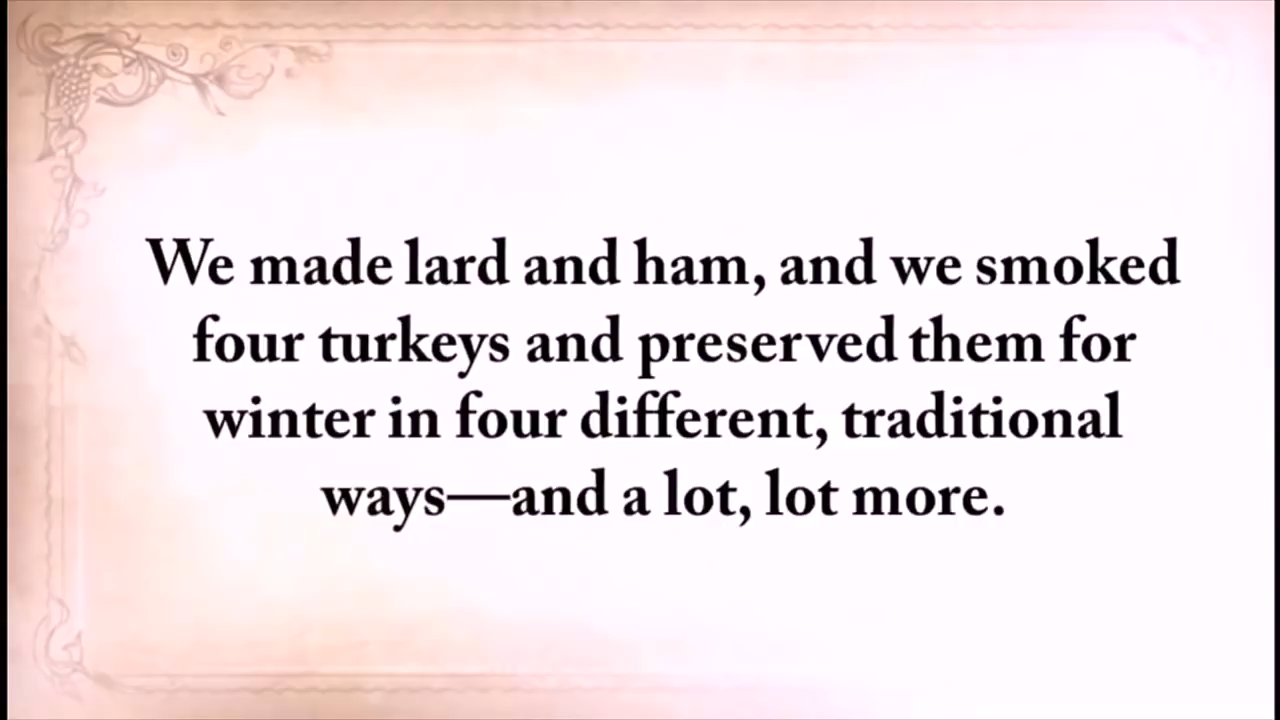 We made lard and ham, and we smoked
four turkeys and preserved them for
winter in four different, traditional
ways—and a lot, lot more.